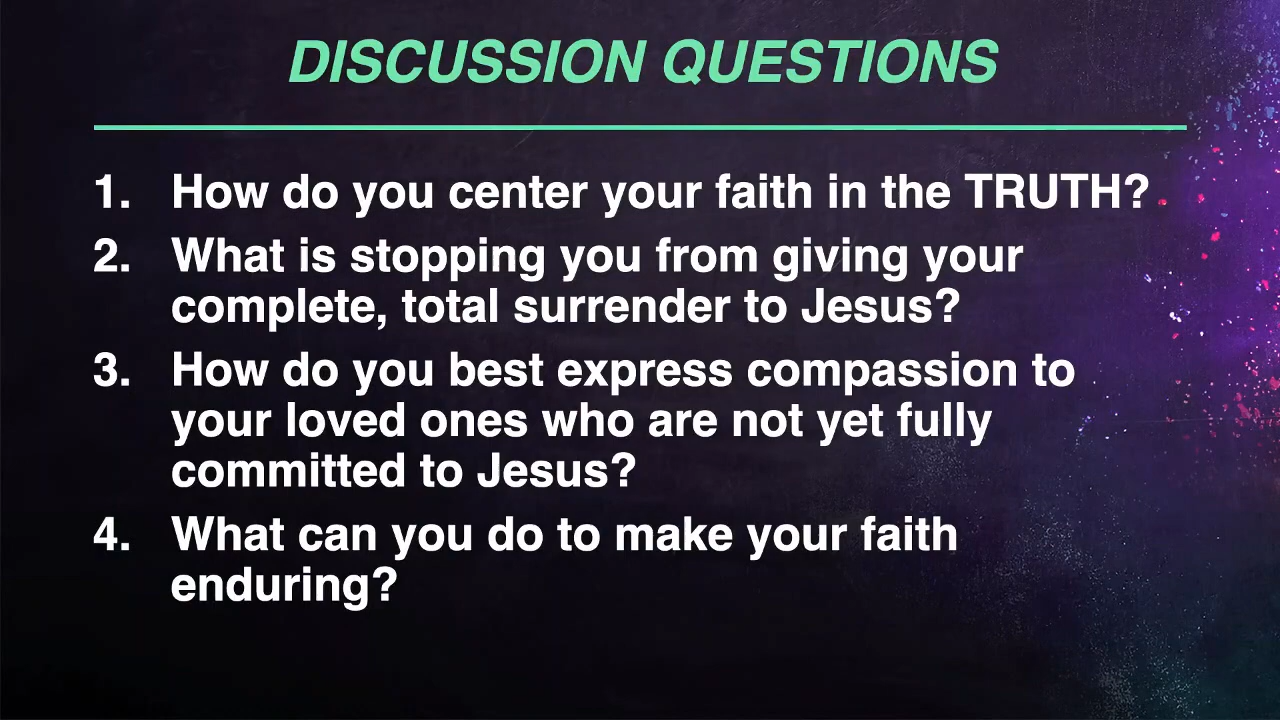 DISCUSSION QUESTIONS
1. How do you center your faith in the TRUTH?
2. What is stopping you from giving your
complete, total surrender to Jesus?
3. How do you best express compassion to
your loved ones who are not yet fully
committed to Jesus?
4. What can you do to make your faith
enduring?